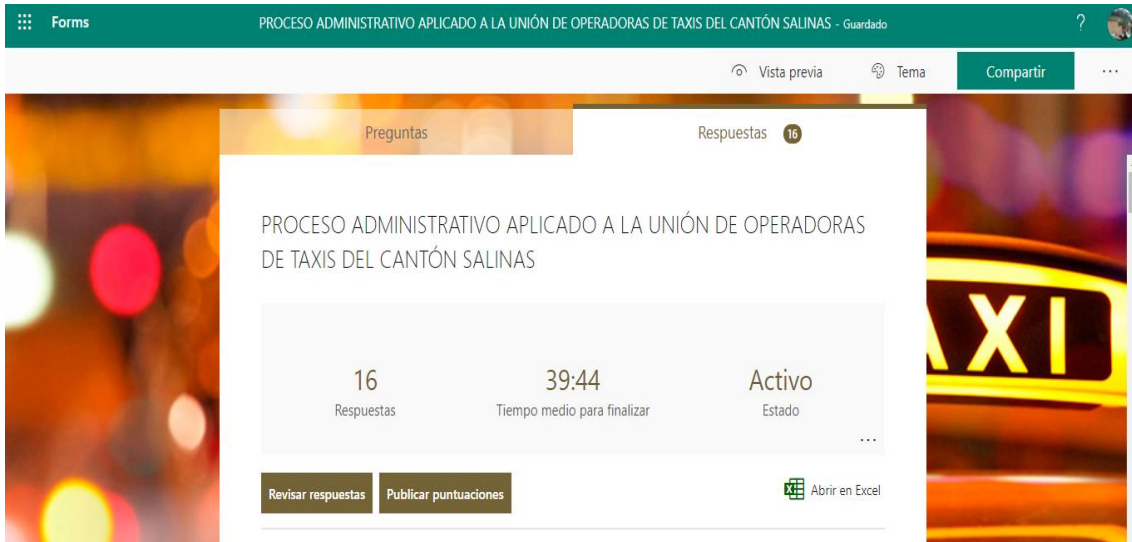 Forms
PROCESO ADMINISTRATIVO APLICADO A LA UNIÓN DE OPERADORAS DE TAXIS DEL CANTÓN SALINAS - Guardado
?
Vista previa
Tema
Compartir
...
Preguntas
Respuestas 16
PROCESO ADMINISTRATIVO APLICADO A LA UNIÓN DE OPERADORAS
DE TAXIS DEL CANTÓN SALINAS
16
Respuestas
39:44
Tiempo medio para finalizar
Activo
Estado
...
Revisar respuestas
Publicar puntuaciones
Abrir en Excel
AXI